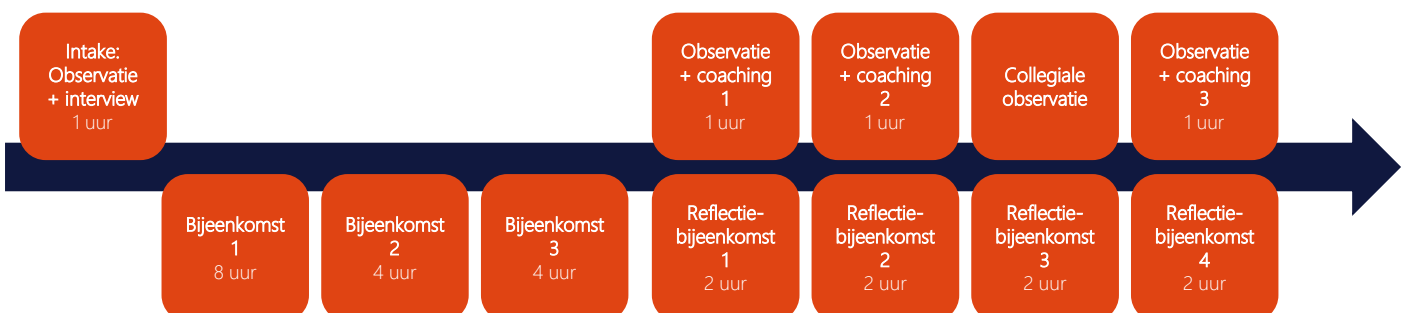 Intake:
Observatie
+ interview
1 uur
Observatie
+ coaching
1
1 uur
Observatie
+ coaching
2
1 uur
Collegiale
observatie
Observatie
+ coaching
3
1 uur
Bijeenkomst
1
8 uur
Bijeenkomst
2
4 uur
Bijeenkomst
3
4 uur
Reflectie-
bijeenkomst
1
2 uur
Reflectie-
bijeenkomst
2
2 uur
Reflectie-
bijeenkomst
3
2 uur
Reflectie-
bijeenkomst
4
2 uur